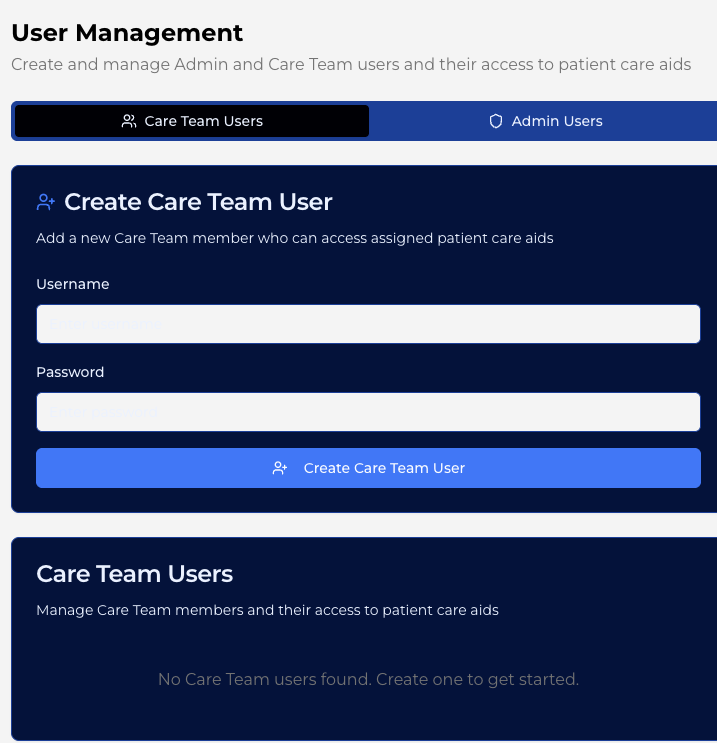 User Management
Create and manage Admin and Care Team users and their access to patient care aids
Care Team Users
Admin Users
Create Care Team User
Add a new Care Team member who can access assigned patient care aids
Username
Password
Create Care Team User
Care Team Users
Manage Care Team members and their access to patient care aids
No Care Team users found. Create one to get started.